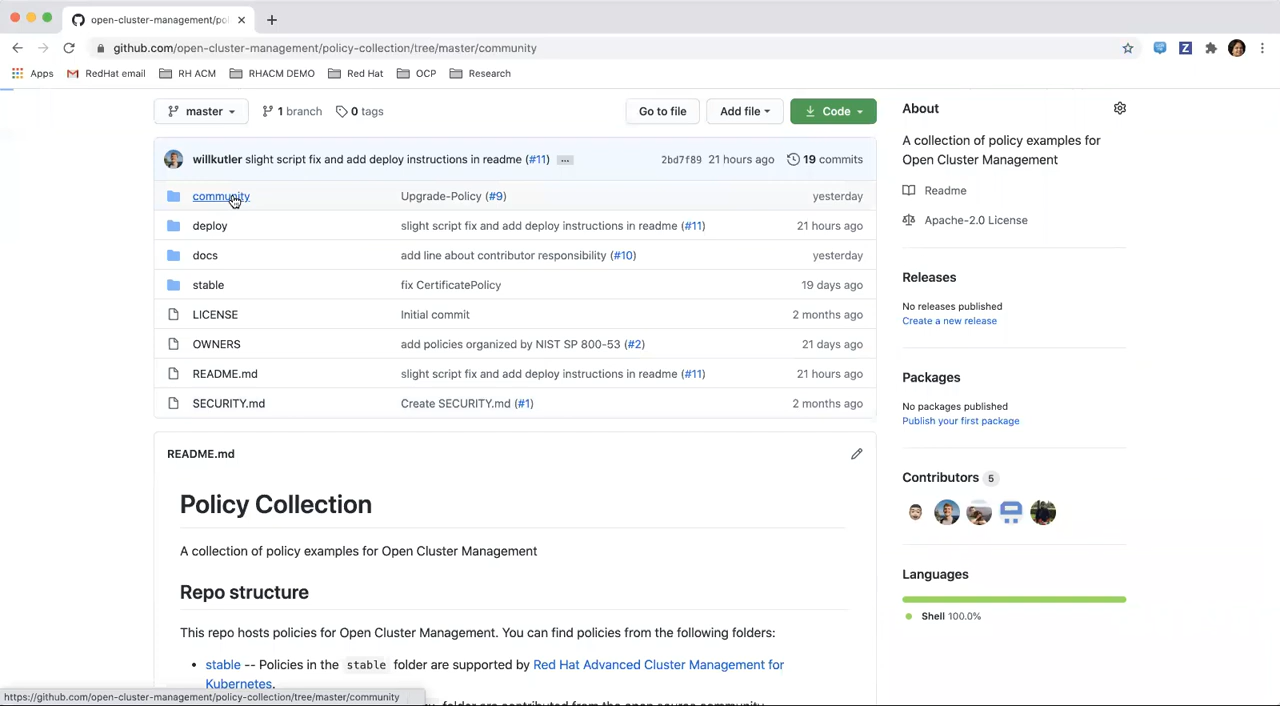 open-cluster-management/po
github.com/open-cluster-management/policy-collection/tree/master/community
Apps RedHat email RH ACM RHACM DEMO Red Hat OCP Research
master 1 branch 0 tags Go to file Add file Code
willkutler slight script fix and add deploy instructions in readme (#11) ... 2bd7f89 21 hours ago 19 commits
community Upgrade-Policy (#9) yesterday
deploy slight script fix and add deploy instructions in readme (#11) 21 hours ago
docs add line about contributor responsibility (#10) yesterday
stable fix CertificatePolicy 19 days ago
LICENSE Initial commit 2 months ago
OWNERS add policies organized by NIST SP 800-53 (#2) 21 days ago
README.md slight script fix and add deploy instructions in readme (#11) 21 hours ago
SECURITY.md Create SECURITY.md (#1) 2 months ago
README.md
Policy Collection
A collection of policy examples for Open Cluster Management
Repo structure
This repo hosts policies for Open Cluster Management. You can find policies from the following folders:
• stable -- Policies in the stable folder are supported by Red Hat Advanced Cluster Management for
Kubernetes.
folder are contributed from the open source community
About
A collection of policy examples for
Open Cluster Management
Readme
Apache-2.0 License
Releases
No releases published
Create a new release
Packages
No packages published
Publish your first package
Contributors 5
Languages
Shell 100.0%
https://github.com/open-cluster-management/policy-collection/tree/master/community